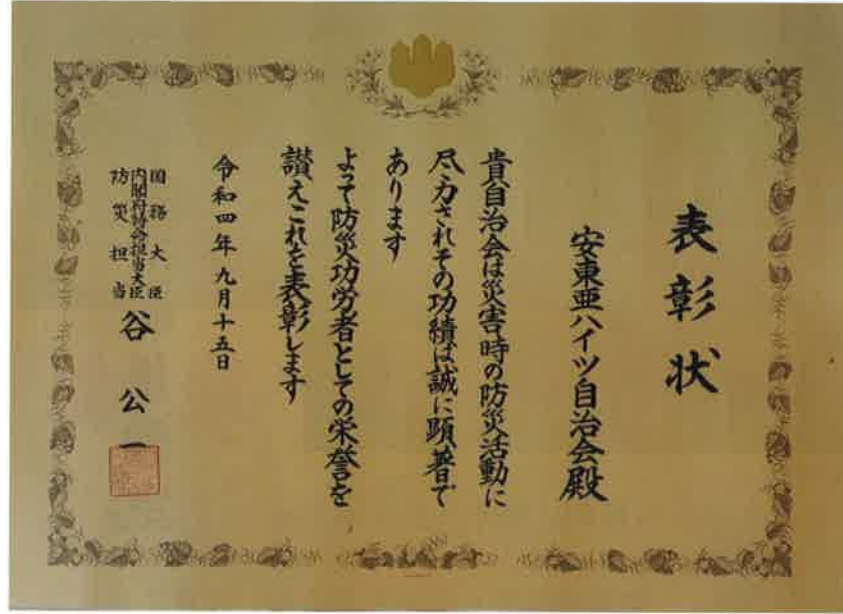 表彰状
安東亜ハイツ自治会殿
貴自治会は災害時の防災活動に
尽力されその功績は誠に顕著で
あります
よって防災功労者としての栄誉を
讃えこれを表彰します
令和四年九月十五日
国務大臣
内閣府特命担当大臣
防災担当
谷公一